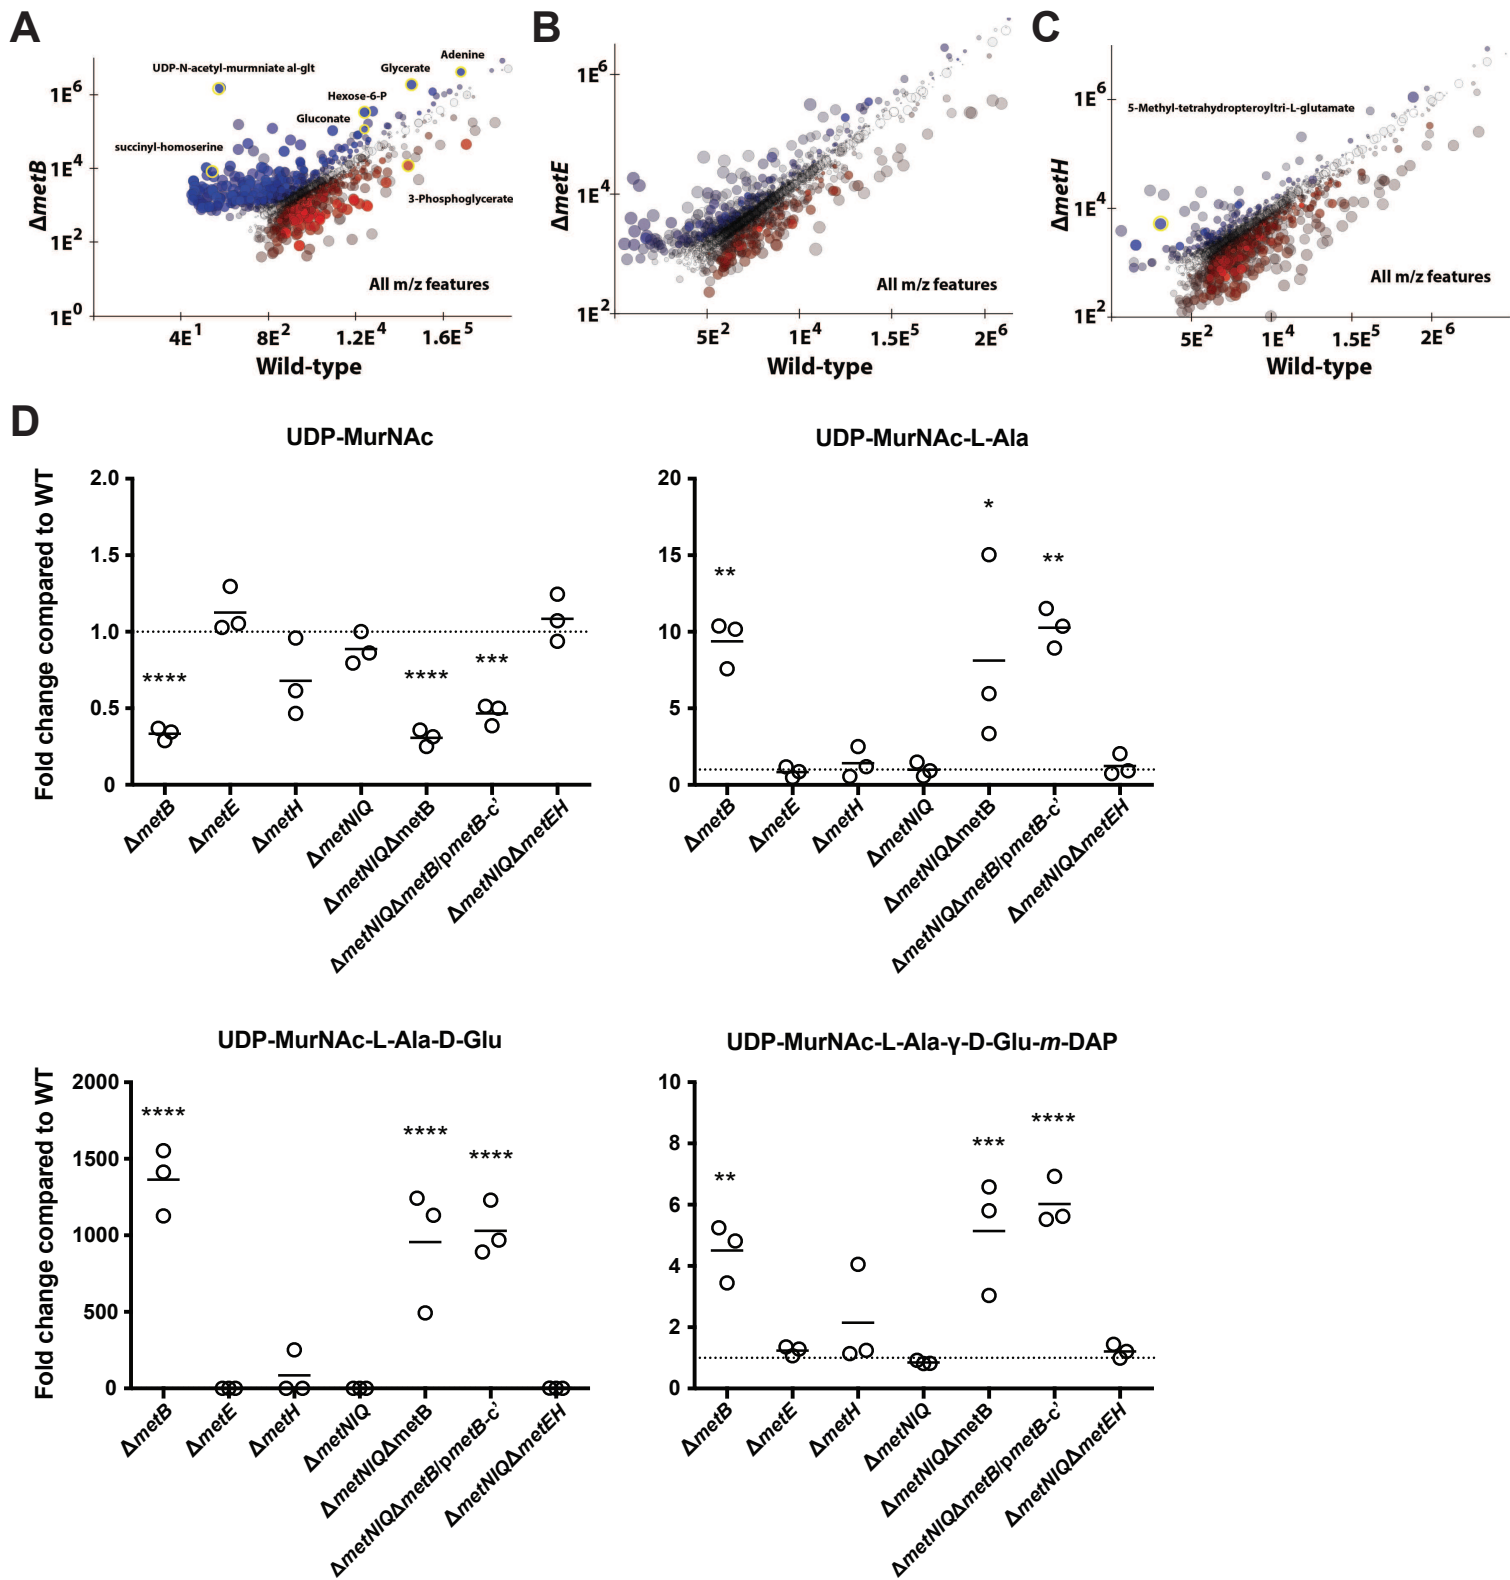 A
B
C
ΔmetB
1E⁶
1E⁴
1E²
1E⁰
UDP-N-acetyl-murmniate al-glt
Adenine
Glycerate
Hexose-6-P
Gluconate
succinyl-homoserine
3-Phosphoglycerate
All m/z features
4E¹ 8E² 1.2E⁴ 1.6E⁵
Wild-type
ΔmetE
1E⁶
1E⁴
1E²
All m/z features
5E² 1E⁴ 1.5E⁵ 2E⁶
Wild-type
ΔmetH
1E⁶
1E⁴
1E²
5-Methyl-tetrahydropteroyltri-L-glutamate
All m/z features
5E² 1E⁴ 1.5E⁵ 2E⁶
Wild-type
D
UDP-MurNAc
Fold change compared to WT
2.0
1.5
1.0
0.5
0
**** **** ***
ΔmetB
ΔmetE
ΔmetH
ΔmetNIQ
ΔmetNIQΔmetB
ΔmetNIQΔmetB/pmetB-c’
ΔmetNIQΔmetEH
UDP-MurNAc-L-Ala
20
15
10
5
0
** * **
ΔmetB
ΔmetE
ΔmetH
ΔmetNIQ
ΔmetNIQΔmetB
ΔmetNIQΔmetB/pmetB-c’
ΔmetNIQΔmetEH
UDP-MurNAc-L-Ala-D-Glu
Fold change compared to WT
2000
1500
1000
500
0
**** **** ****
ΔmetB
ΔmetE
ΔmetH
ΔmetNIQ
ΔmetNIQΔmetB
ΔmetNIQΔmetB/pmetB-c’
ΔmetNIQΔmetEH
UDP-MurNAc-L-Ala-γ-D-Glu-m-DAP
10
8
6
4
2
0
** *** ****
ΔmetB
ΔmetE
ΔmetH
ΔmetNIQ
ΔmetNIQΔmetB
ΔmetNIQΔmetB/pmetB-c’
ΔmetNIQΔmetEH